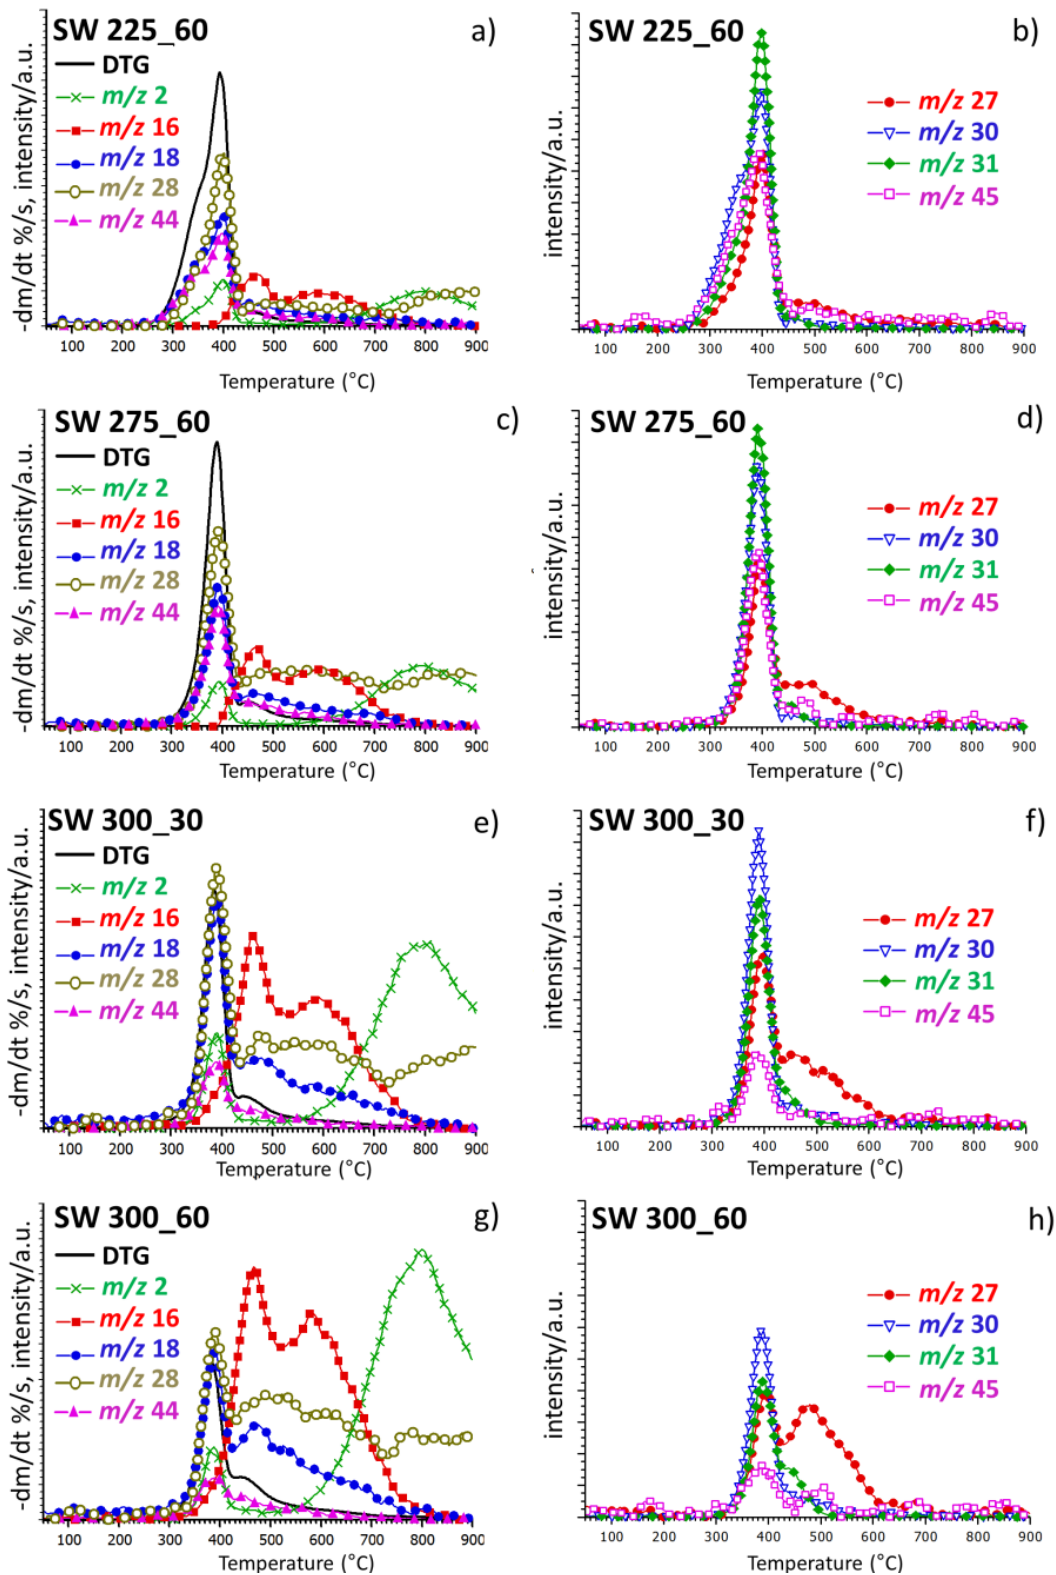 SW 225_60
a)
DTG
m/z 2
m/z 16
m/z 18
m/z 28
m/z 44
-dm/dt %/s, intensity/a.u.
100 200 300 400 500 600 700 800 900
Temperature (°C)
SW 225_60
b)
m/z 27
m/z 30
m/z 31
m/z 45
intensity/a.u.
100 200 300 400 500 600 700 800 900
Temperature (°C)
SW 275_60
c)
DTG
m/z 2
m/z 16
m/z 18
m/z 28
m/z 44
-dm/dt %/s, intensity/a.u.
100 200 300 400 500 600 700 800 900
Temperature (°C)
SW 275_60
d)
m/z 27
m/z 30
m/z 31
m/z 45
intensity/a.u.
100 200 300 400 500 600 700 800 900
Temperature (°C)
SW 300_30
e)
DTG
m/z 2
m/z 16
m/z 18
m/z 28
m/z 44
-dm/dt %/s, intensity/a.u.
100 200 300 400 500 600 700 800 900
Temperature (°C)
SW 300_30
f)
m/z 27
m/z 30
m/z 31
m/z 45
intensity/a.u.
100 200 300 400 500 600 700 800 900
Temperature (°C)
SW 300_60
g)
DTG
m/z 2
m/z 16
m/z 18
m/z 28
m/z 44
-dm/dt %/s, intensity/a.u.
100 200 300 400 500 600 700 800 900
Temperature (°C)
SW 300_60
h)
m/z 27
m/z 30
m/z 31
m/z 45
intensity/a.u.
100 200 300 400 500 600 700 800 900
Temperature (°C)